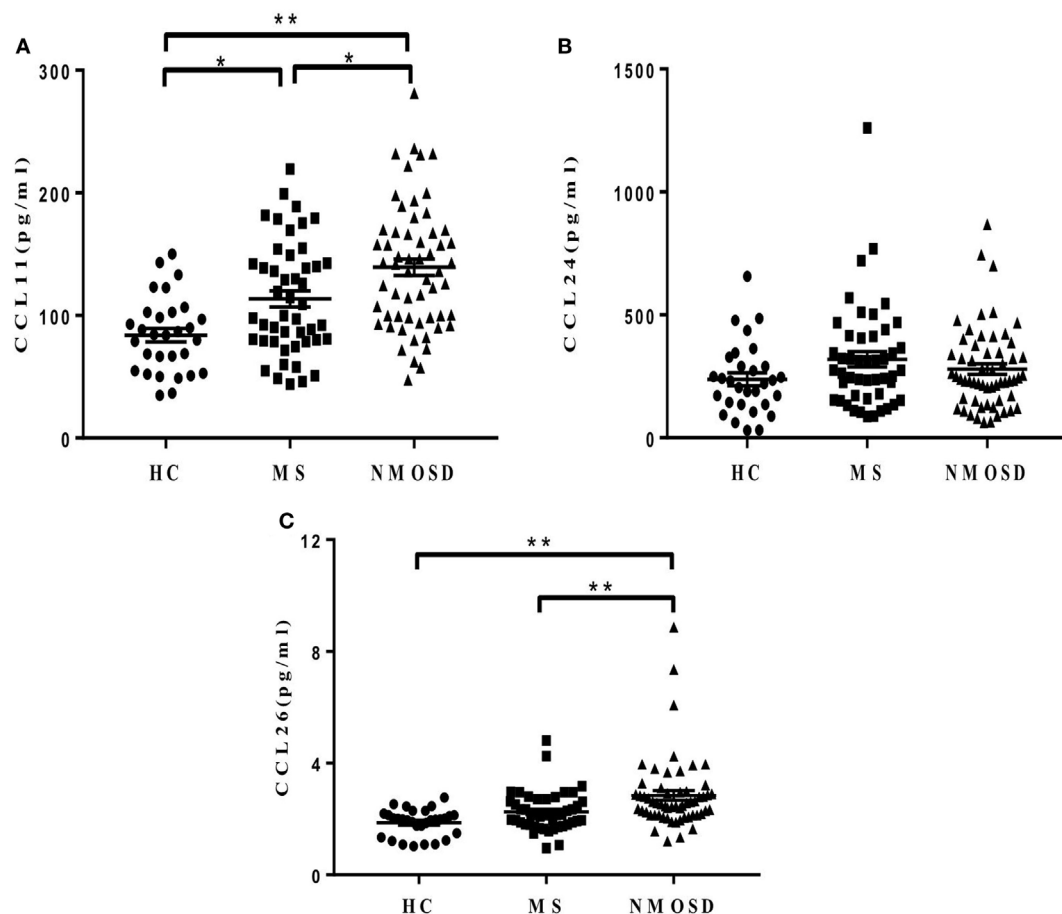 A
**
*
*
300
200
100
0
CCL11(pg/ml)
HC MS NMOSD
B
1500
1000
500
0
CCL24(pg/ml)
HC MS NMOSD
C
**
**
12
8
4
0
CCL26(pg/ml)
HC MS NMOSD